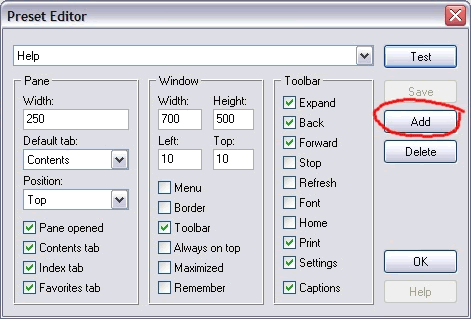 Preset Editor
Help
Test
Pane
Width:
250
Default tab:
Contents
Position:
Top
Pane opened
Contents tab
Index tab
Favorites tab
Window
Width: Height:
700 500
Left: Top:
10 10
Menu
Border
Toolbar
Always on top
Maximized
Remember
Toolbar
Expand
Back
Forward
Stop
Refresh
Font
Home
Print
Settings
Captions
Save
Add
Delete
OK
Help